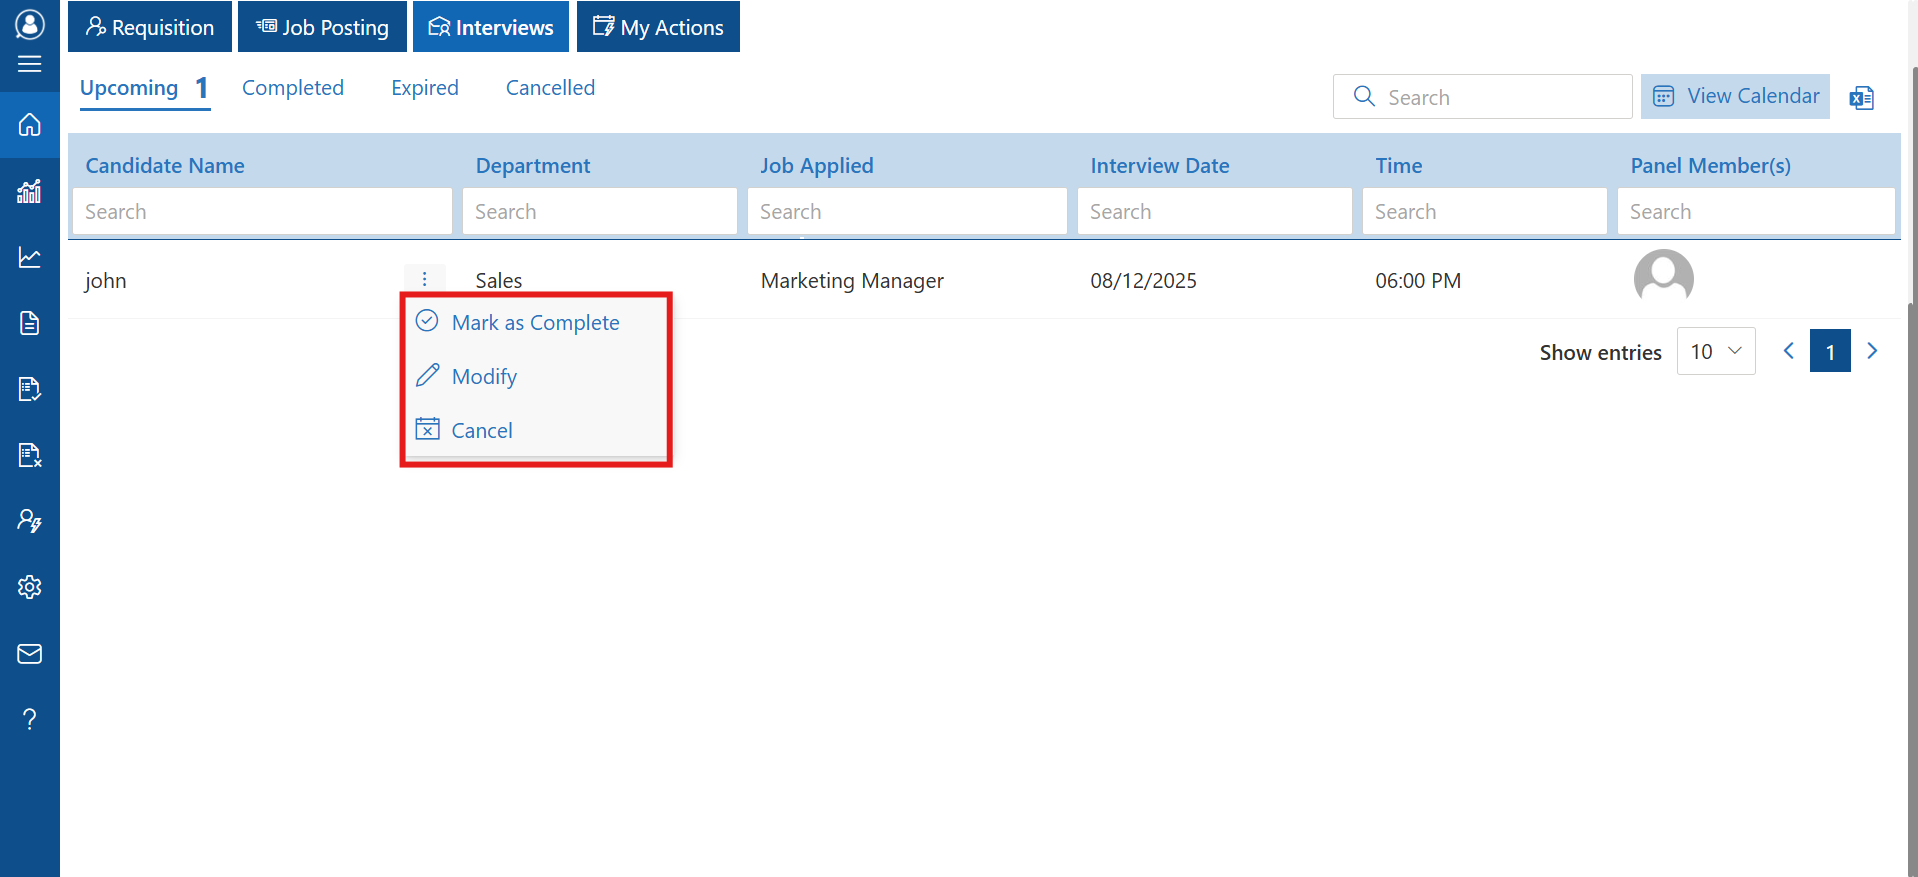 Requisition
Job Posting
Interviews
My Actions
Upcoming 1
Completed
Expired
Cancelled
Search
View Calendar
Candidate Name
Department
Job Applied
Interview Date
Time
Panel Member(s)
Search
Search
Search
Search
Search
Search
john
Sales
Marketing Manager
08/12/2025
06:00 PM
Mark as Complete
Modify
Cancel
Show entries
10
1